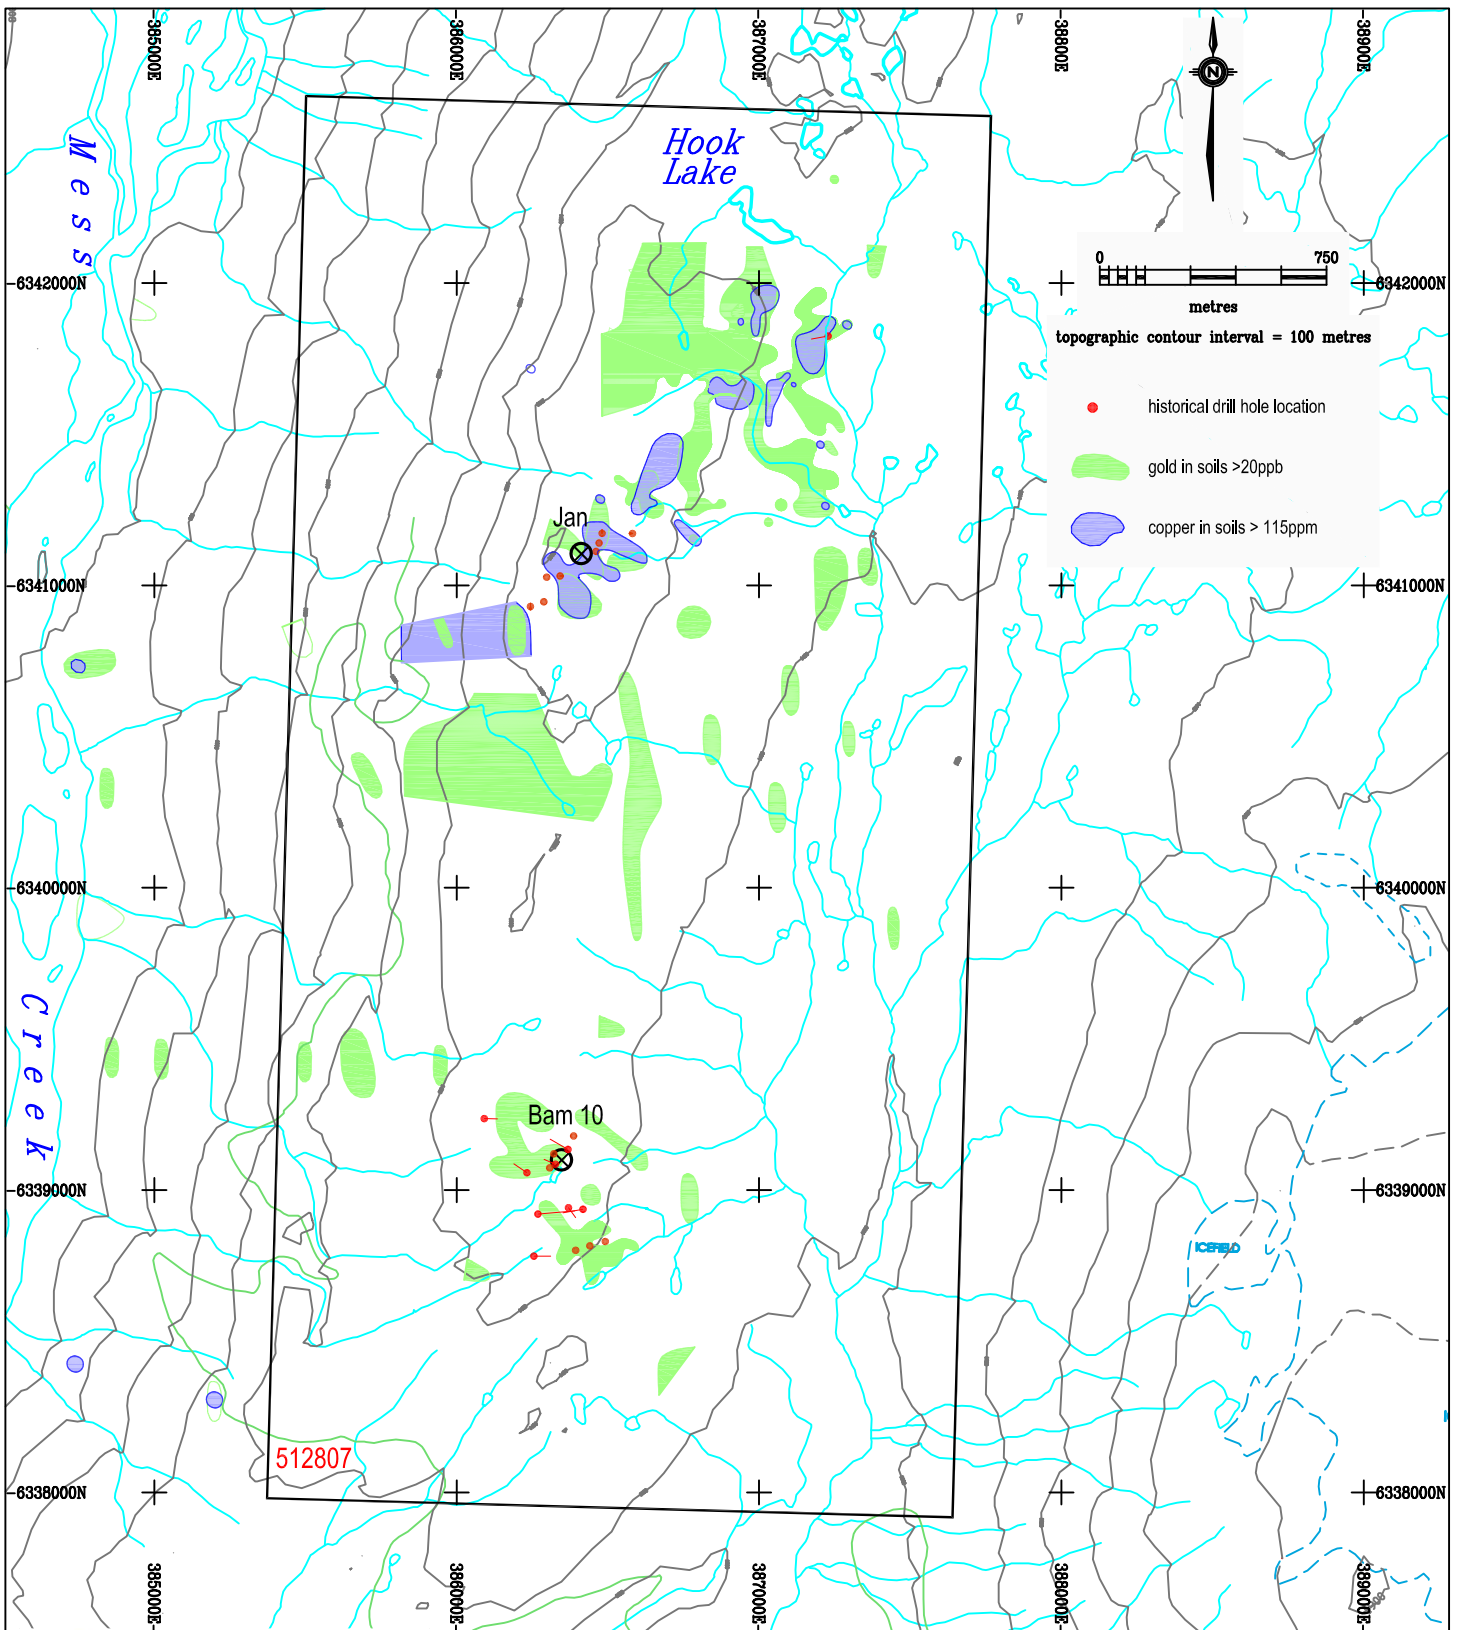 385000E
386000E
387000E
388000E
389000E
N
Hook
Lake
Mess
0 750
metres
6342000N
6342000N
topographic contour interval = 100 metres
historical drill hole location
gold in soils >20ppb
copper in soils > 115ppm
Jan
6341000N
6341000N
6340000N
6340000N
Creek
Bam 10
6339000N
6339000N
ICEFIELD
512807
6338000N
6338000N
385000E
386000E
387000E
388000E
389000E